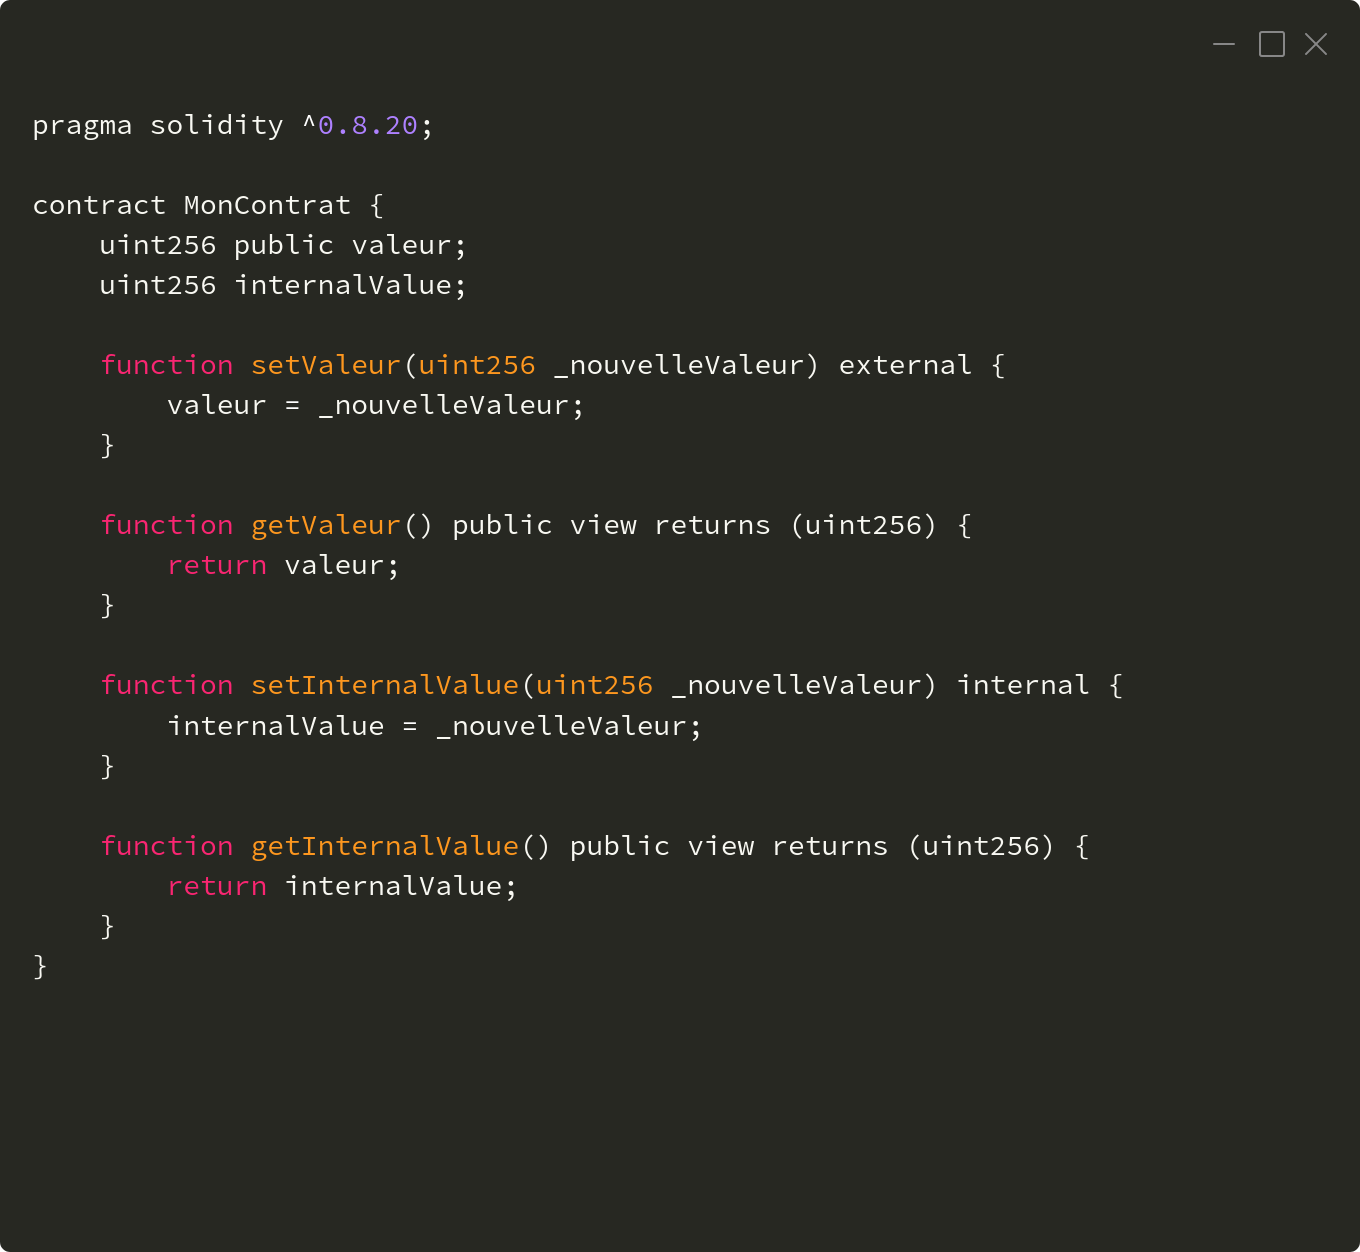 pragma solidity ^0.8.20;

contract MonContrat {
    uint256 public valeur;
    uint256 internalValue;

    function setValeur(uint256 _nouvelleValeur) external {
        valeur = _nouvelleValeur;
    }

    function getValeur() public view returns (uint256) {
        return valeur;
    }

    function setInternalValue(uint256 _nouvelleValeur) internal {
        internalValue = _nouvelleValeur;
    }

    function getInternalValue() public view returns (uint256) {
        return internalValue;
    }
}